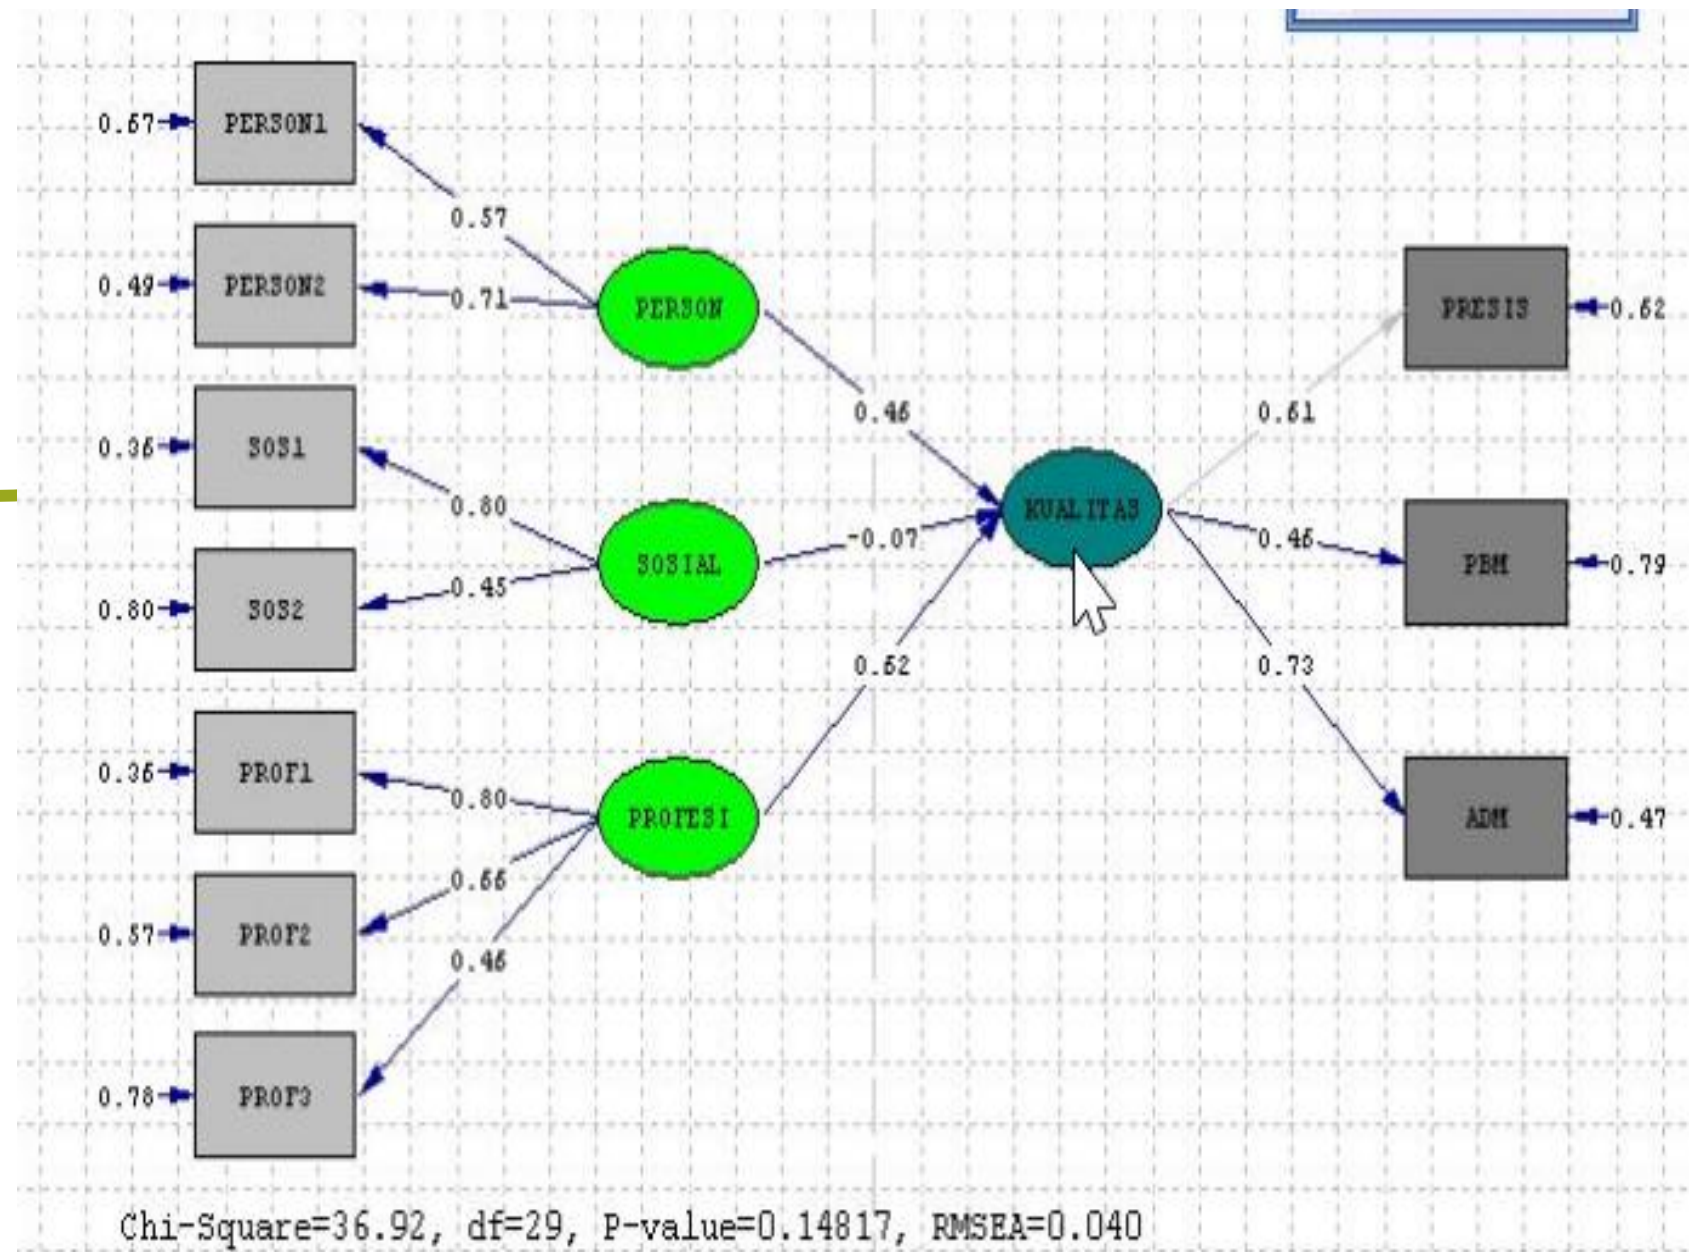 0.67 PERSON1
0.57
0.49 PERSON2
0.71
PERSON
PRESIS 0.62
0.46
0.61
0.36 SOS1
0.80
KUALITAS
-0.07
0.46
SOSIAL
PBM 0.79
0.45
0.80 SOS2
0.62
0.73
0.36 PROF1
0.80
PROFESI
ADM 0.47
0.66
0.57 PROF2
0.46
0.78 PROF3
Chi-Square=36.92, df=29, P-value=0.14817, RMSEA=0.040